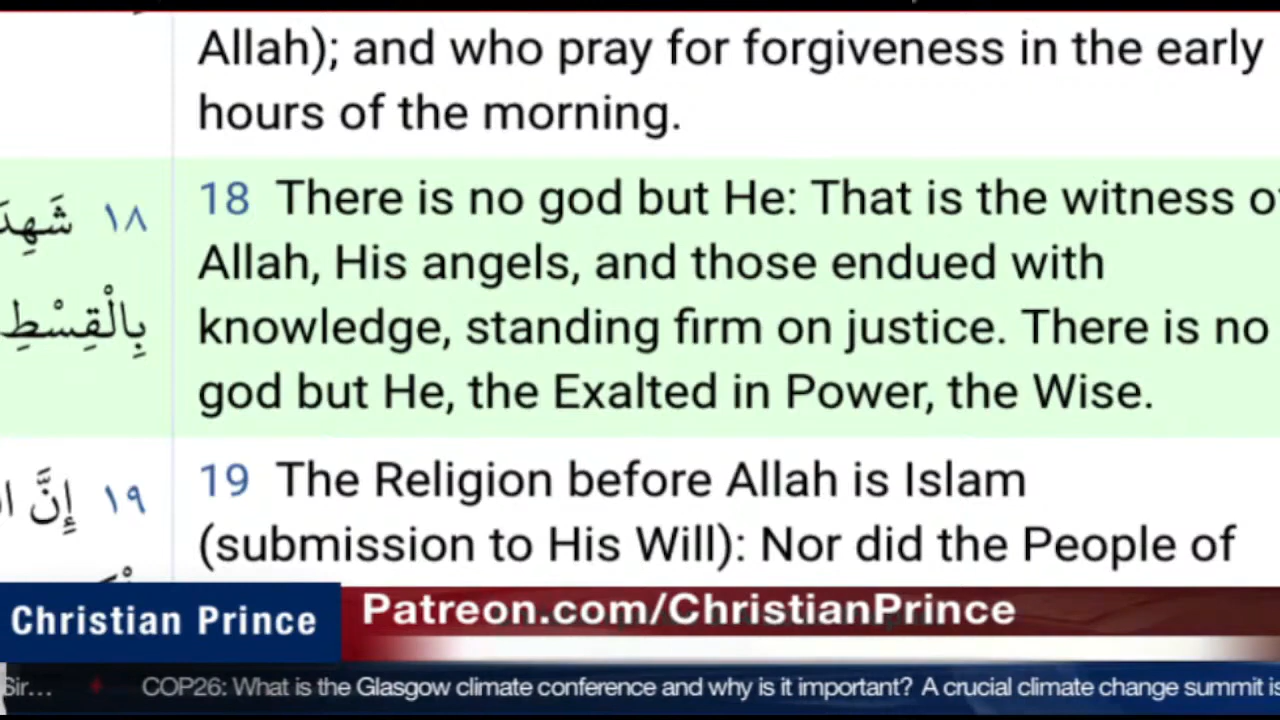 Allah); and who pray for forgiveness in the early
hours of the morning.
١٨ شَهِدَ
18 There is no god but He: That is the witness of
Allah, His angels, and those endued with
بِالْقِسْطِ
knowledge, standing firm on justice. There is no
god but He, the Exalted in Power, the Wise.
١٩ إِنَّ
19 The Religion before Allah is Islam
(submission to His Will): Nor did the People of
Christian Prince
Patreon.com/ChristianPrince
Sir... COP26: What is the Glasgow climate conference and why is it important? A crucial climate change summit is